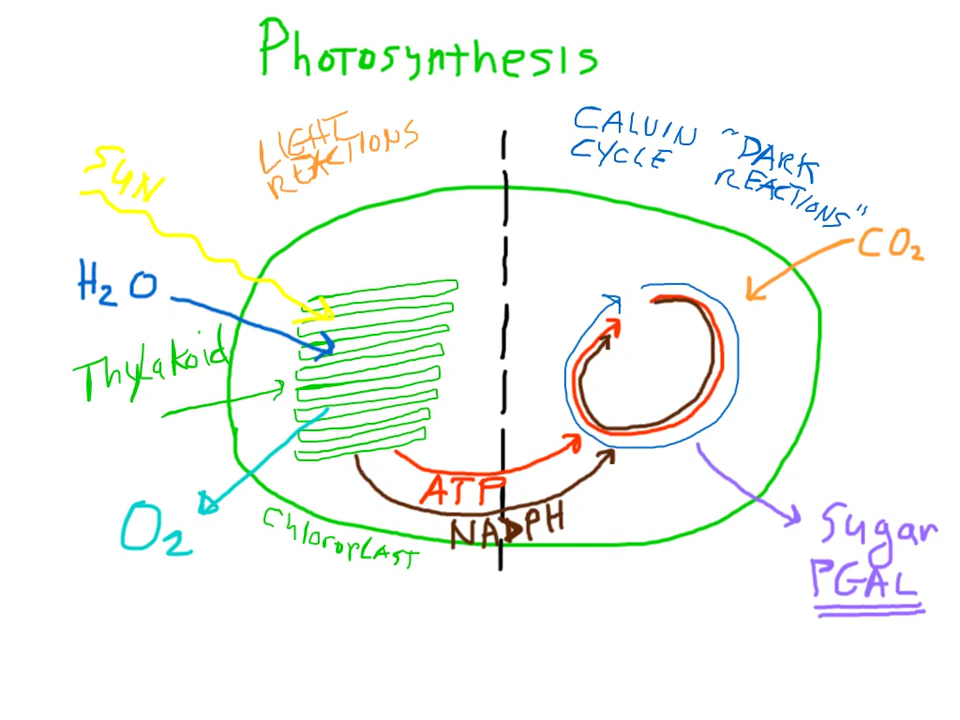 Photosynthesis
LIGHT
REACTIONS
CALVIN
CYCLE
"DARK
REACTIONS"
SUN
CO2
H2O
Thylakoid
ATP
NADPH
O2
Chloroplast
Sugar
PGAL